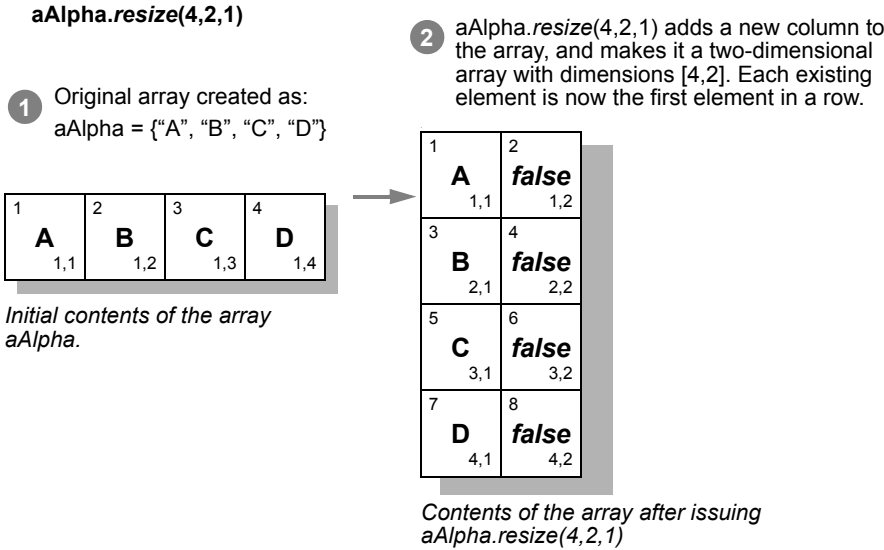 aAlpha.resize(4,2,1)
1
Original array created as:
aAlpha = {“A”, “B”, “C”, “D”}
1 2 3 4
A B C D
1,1 1,2 1,3 1,4
Initial contents of the array
aAlpha.
2
aAlpha.resize(4,2,1) adds a new column to
the array, and makes it a two-dimensional
array with dimensions [4,2]. Each existing
element is now the first element in a row.
1 2
A false
1,1 1,2
3 4
B false
2,1 2,2
5 6
C false
3,1 3,2
7 8
D false
4,1 4,2
Contents of the array after issuing
aAlpha.resize(4,2,1)